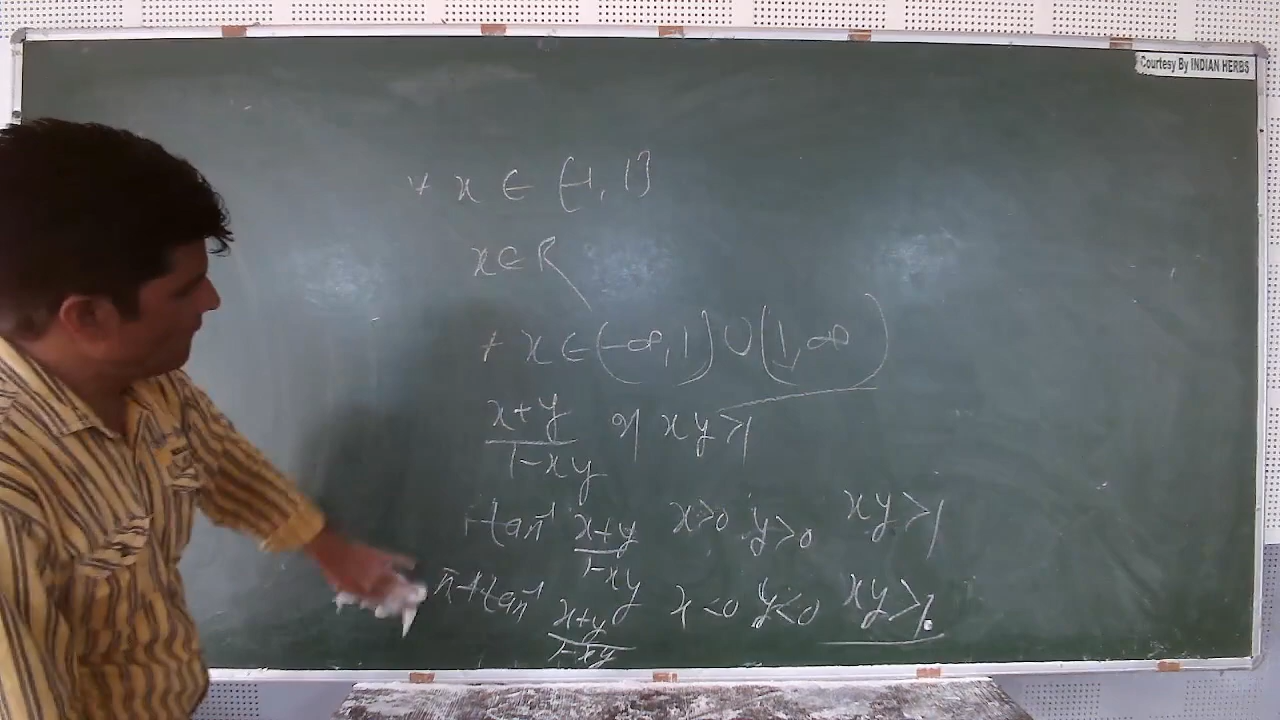 Courtesy By INDIAN HERBS
x ∈ [-1, 1]
x ∈ R
x ∈ (-∞, 1) ∪ (1, ∞)
x+y/1-xy if xy>1
tan⁻¹ x+y/1-xy x>0 y>0 xy>1
π+tan⁻¹ x+y/1-xy x<0 y<0 xy>1